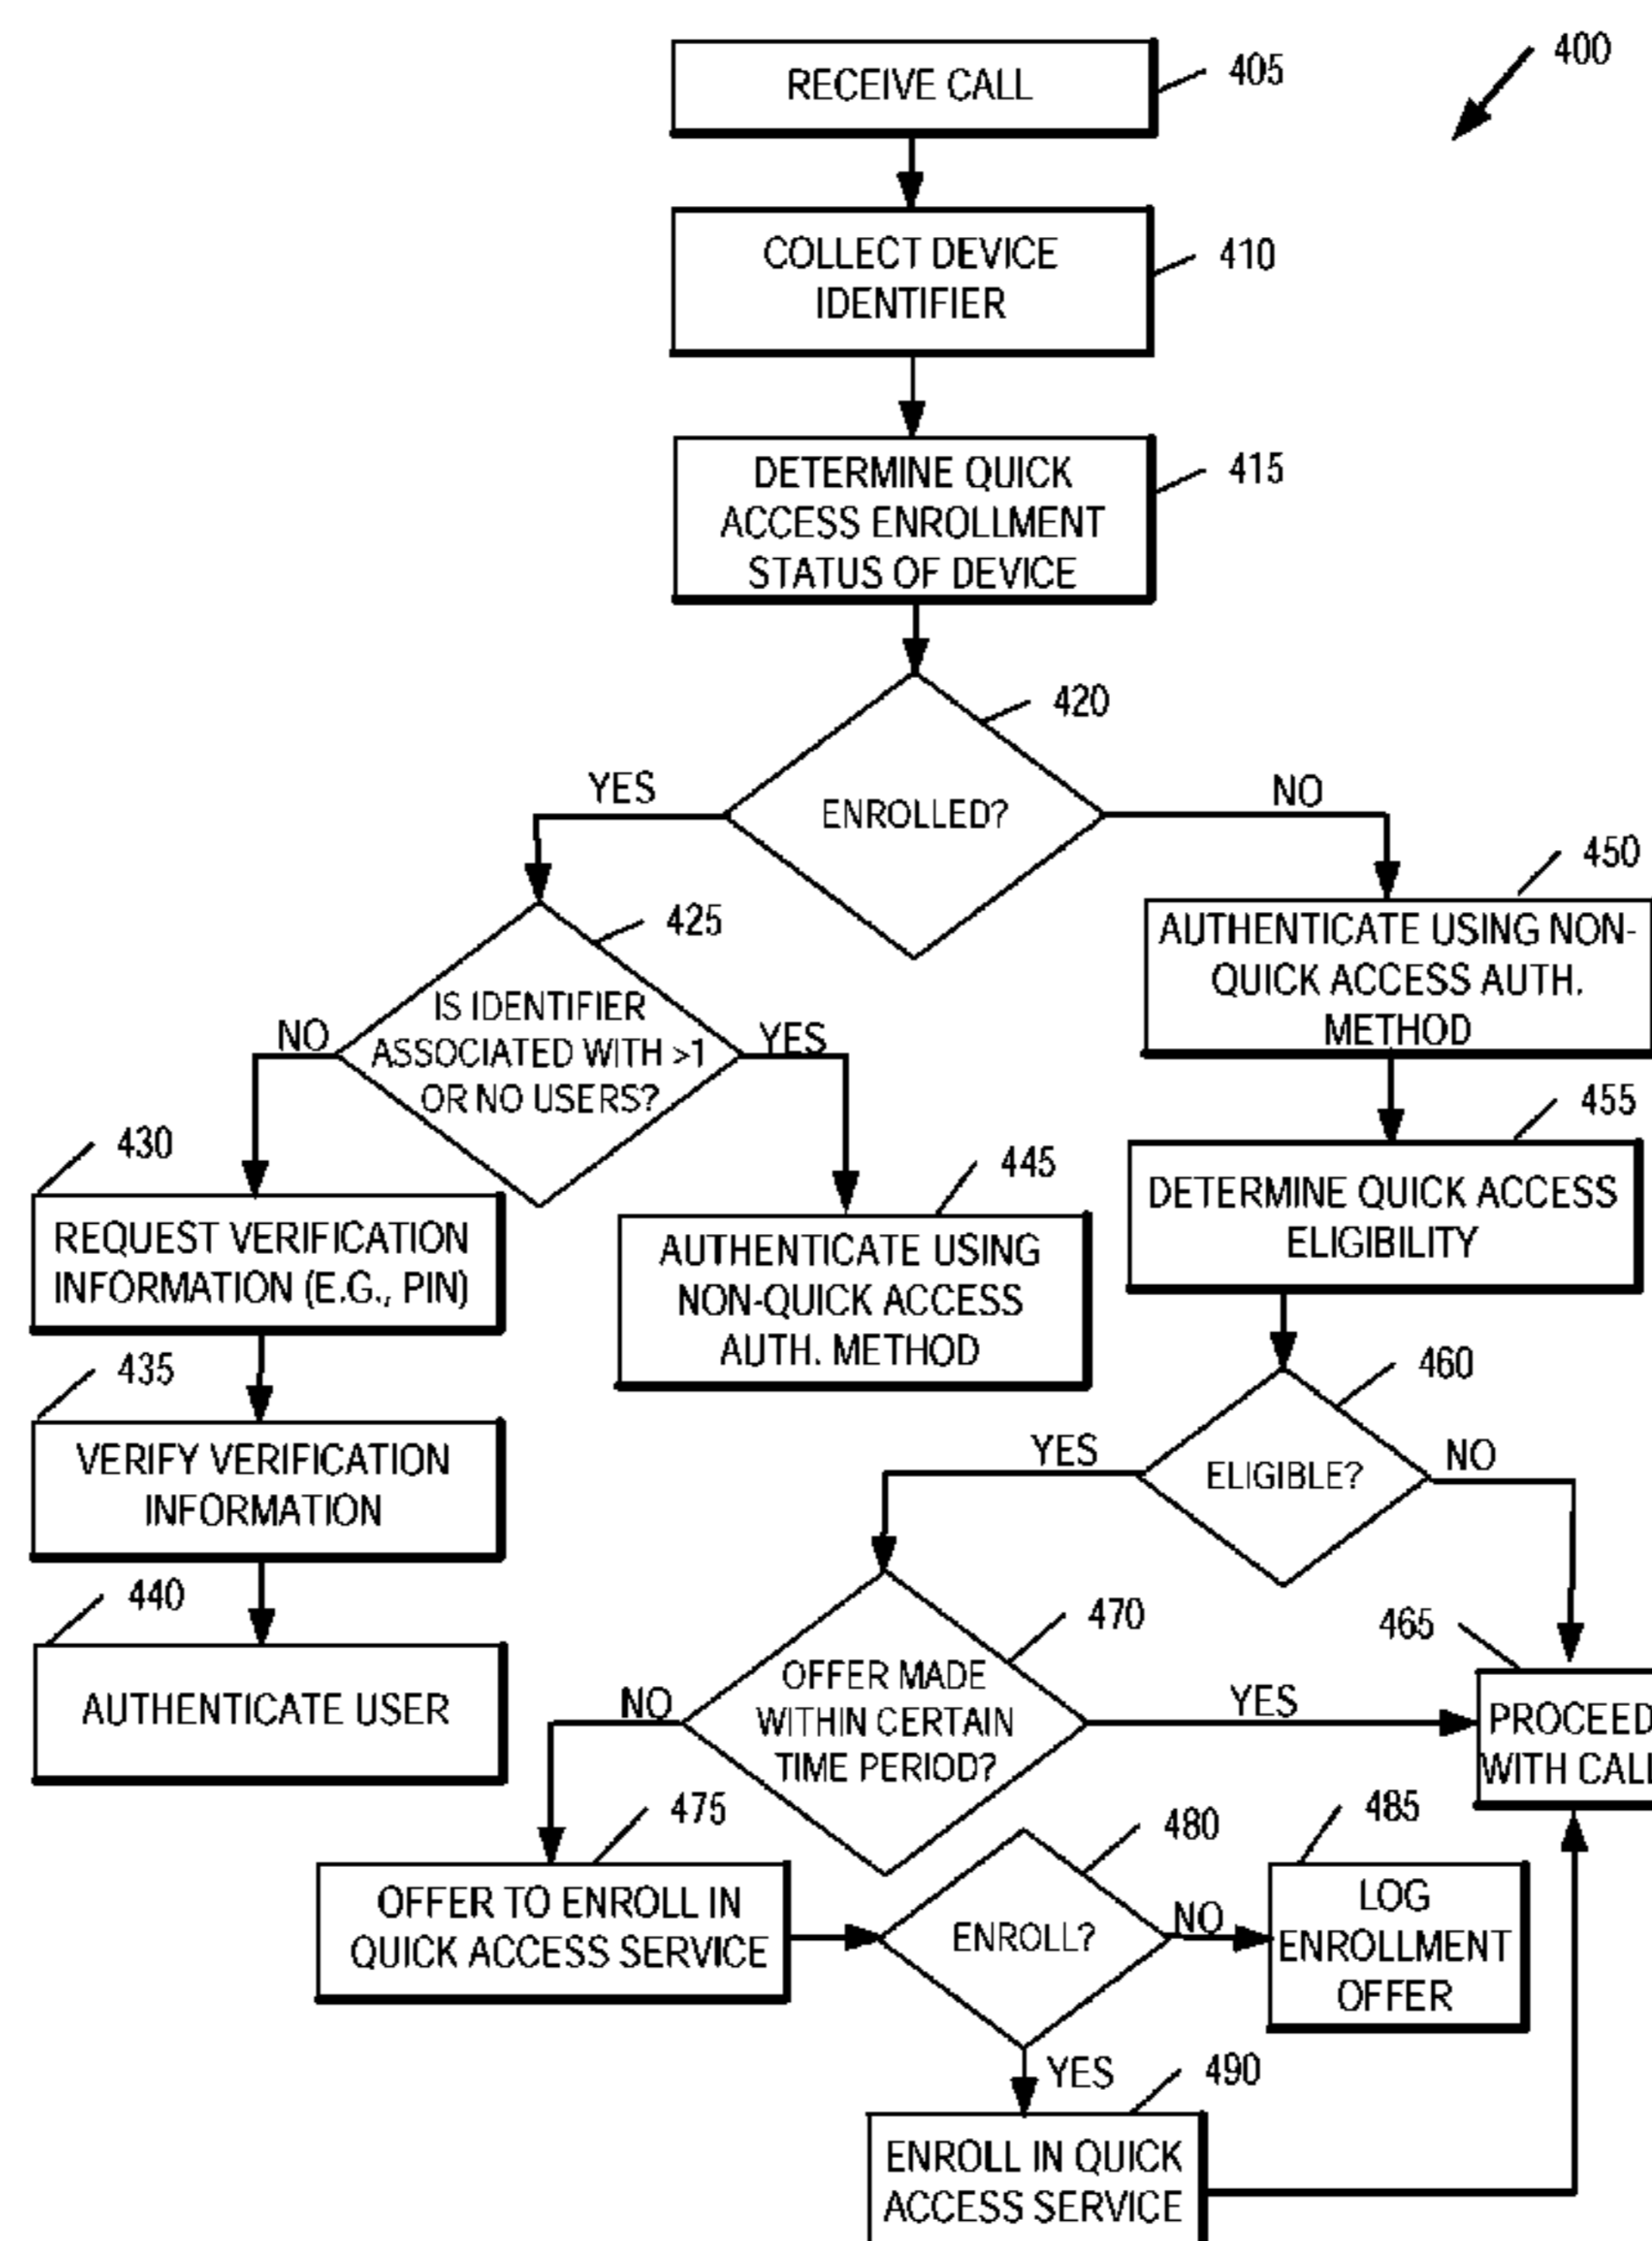 400
RECEIVE CALL
405
COLLECT DEVICE
IDENTIFIER
410
DETERMINE QUICK
ACCESS ENROLLMENT
STATUS OF DEVICE
415
420
ENROLLED?
YES
NO
425
IS IDENTIFIER
ASSOCIATED WITH >1
OR NO USERS?
NO
YES
450
AUTHENTICATE USING NON-
QUICK ACCESS AUTH.
METHOD
455
DETERMINE QUICK ACCESS
ELIGIBILITY
430
REQUEST VERIFICATION
INFORMATION (E.G., PIN)
445
AUTHENTICATE USING
NON-QUICK ACCESS
AUTH. METHOD
435
VERIFY VERIFICATION
INFORMATION
460
ELIGIBLE?
YES
NO
440
AUTHENTICATE USER
470
OFFER MADE
WITHIN CERTAIN
TIME PERIOD?
NO
YES
465
PROCEED
WITH CALL
475
OFFER TO ENROLL IN
QUICK ACCESS SERVICE
480
ENROLL?
NO
YES
485
LOG
ENROLLMENT
OFFER
490
ENROLL IN QUICK
ACCESS SERVICE